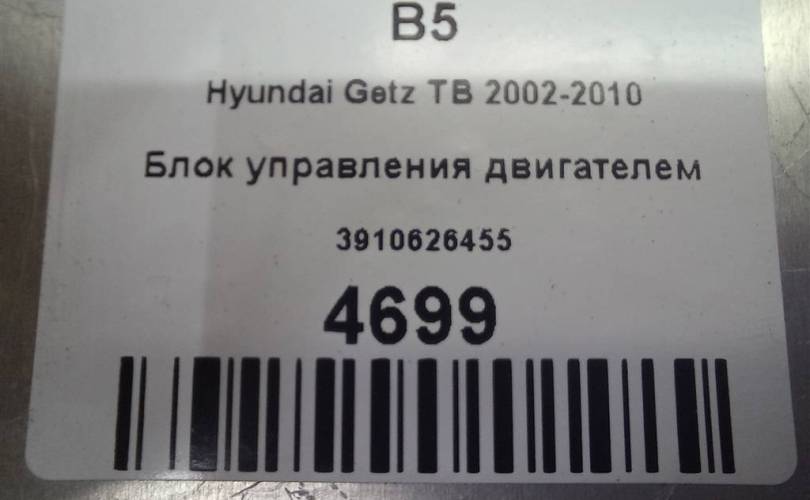 B5
Hyundai Getz TB 2002-2010
Блок управления двигателем
3910626455
4699